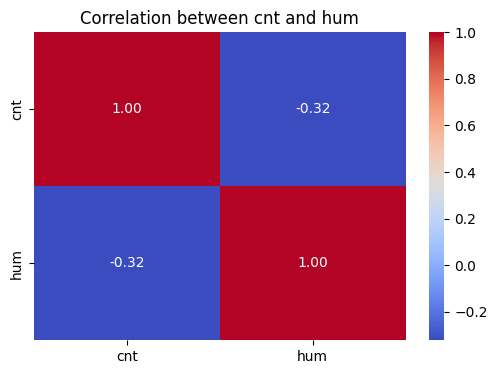 Correlation between cnt and hum
cnt
1.00
-0.32
hum
-0.32
1.00
cnt
hum
1.0
0.8
0.6
0.4
0.2
0.0
−0.2